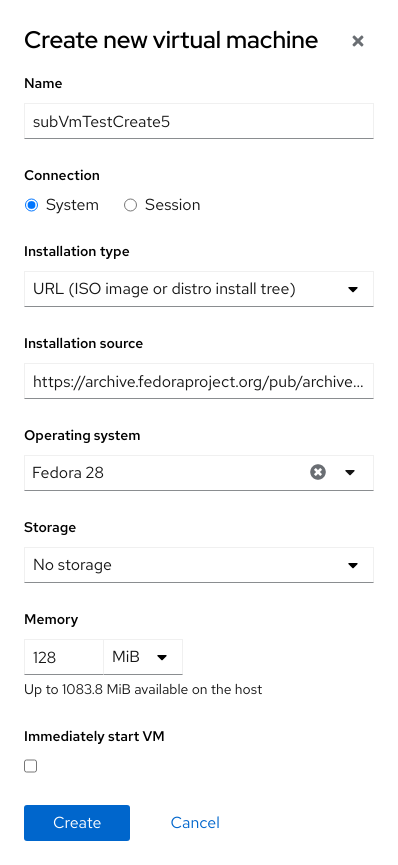 Create new virtual machine
Name
subVmTestCreate5
Connection
System Session
Installation type
URL (ISO image or distro install tree)
Installation source
https://archive.fedoraproject.org/pub/archive...
Operating system
Fedora 28
Storage
No storage
Memory
128 MiB
Up to 1083.8 MiB available on the host
Immediately start VM
Create Cancel